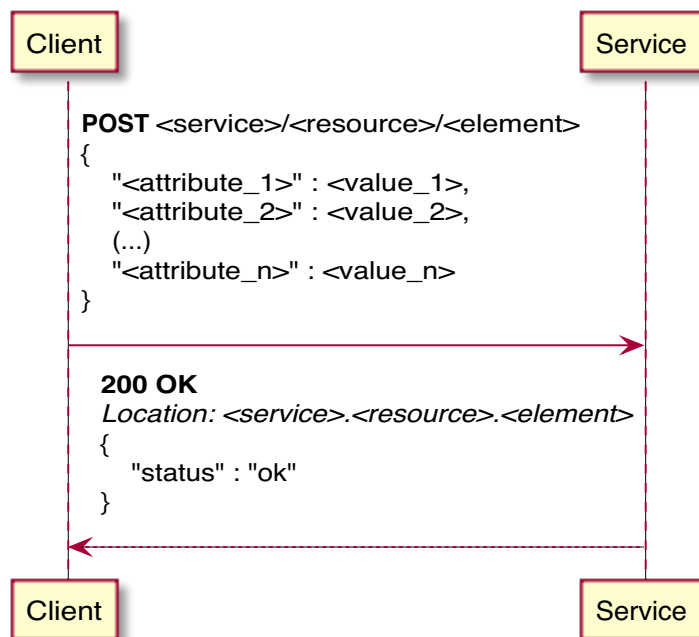 Client
Service
POST <service>/<resource>/<element>
{
"<attribute_1>" : <value_1>,
"<attribute_2>" : <value_2>,
(...)
"<attribute_n>" : <value_n>
}
200 OK
Location: <service>.<resource>.<element>
{
"status" : "ok"
}
Client
Service